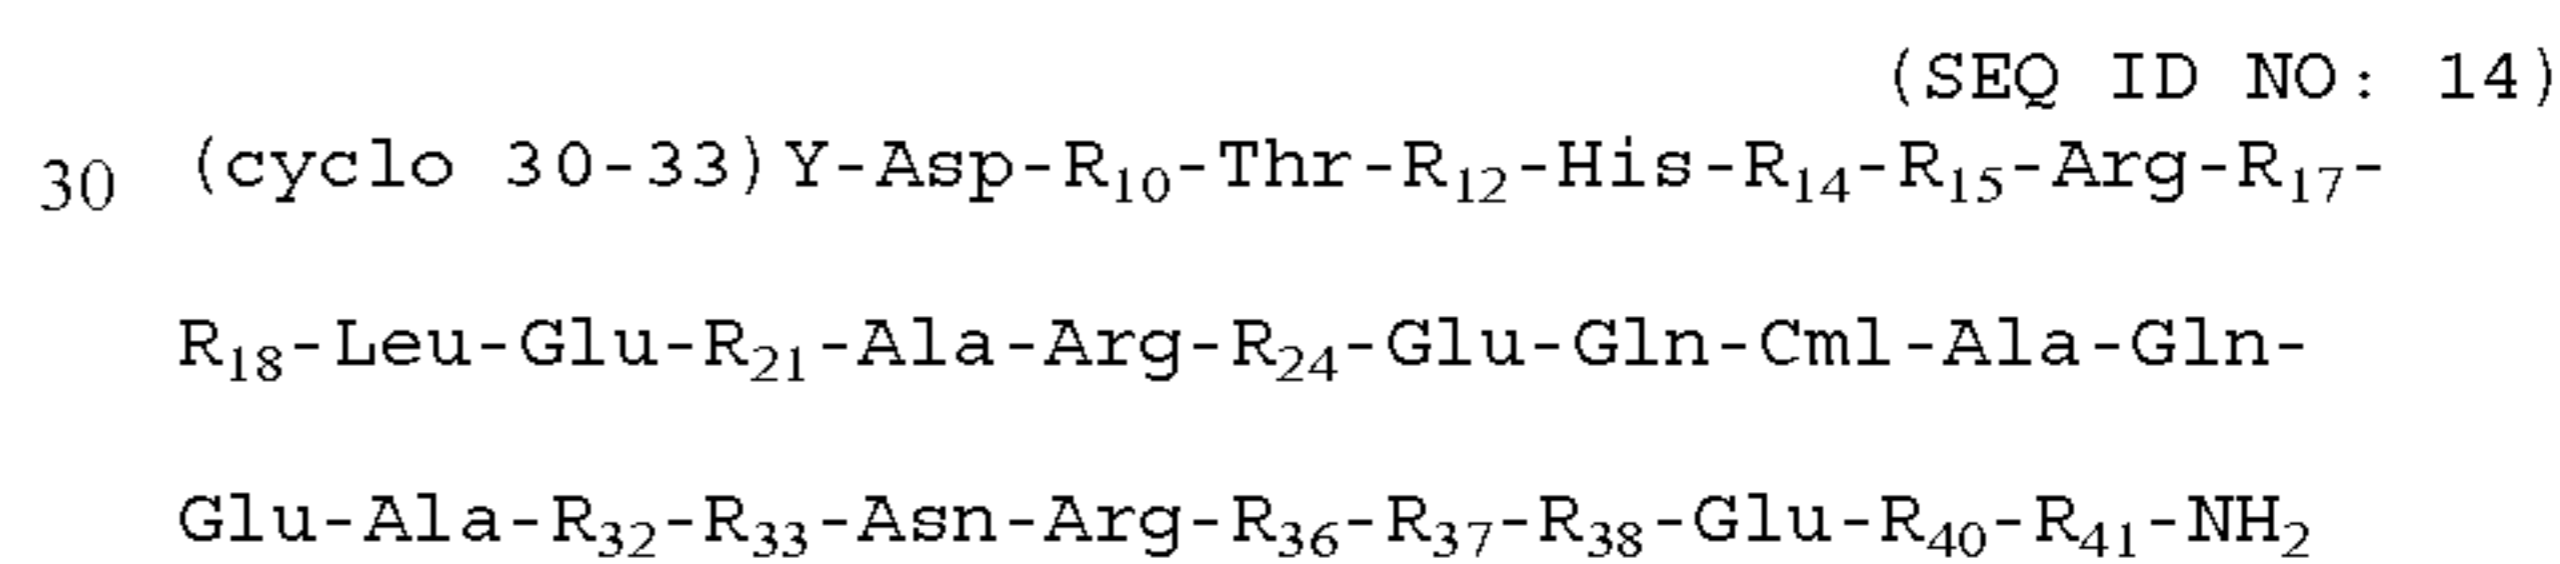 (SEQ ID NO: 14)
30 (cyclo 30-33)Y-Asp-R₁₀-Thr-R₁₂-His-R₁₄-R₁₅-Arg-R₁₇-
R₁₈-Leu-Glu-R₂₁-Ala-Arg-R₂₄-Glu-Gln-Cml-Ala-Gln-
Glu-Ala-R₃₂-R₃₃-Asn-Arg-R₃₆-R₃₇-R₃₈-Glu-R₄₀-R₄₁-NH₂